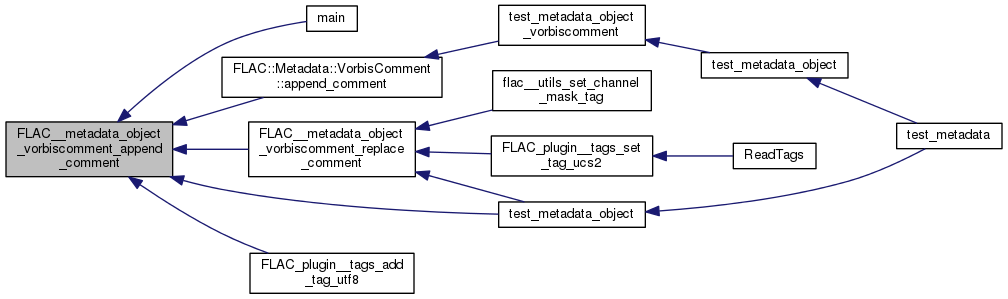 main
test_metadata_object
_vorbiscomment
FLAC::Metadata::VorbisComment
::append_comment
test_metadata_object
flac__utils_set_channel
_mask_tag
FLAC__metadata_object
_vorbiscomment_append
_comment
FLAC__metadata_object
_vorbiscomment_replace
_comment
test_metadata
FLAC_plugin__tags_set
_tag_ucs2
ReadTags
test_metadata_object
FLAC_plugin__tags_add
_tag_utf8